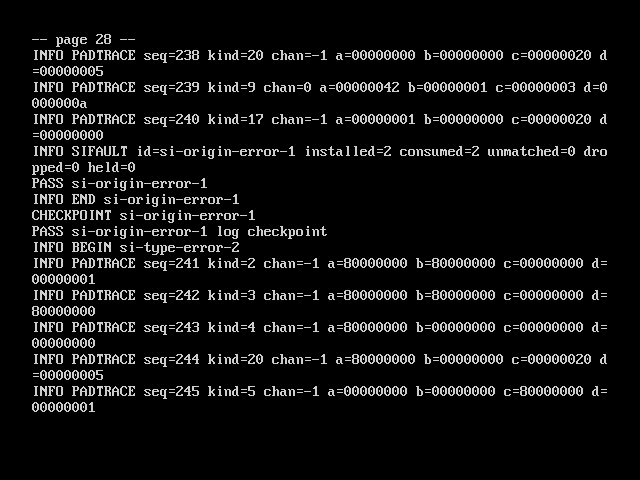 -- page 28 --
INFO PADTRACE seq=238 kind=20 chan=-1 a=00000000 b=00000000 c=00000020 d
=00000005
INFO PADTRACE seq=239 kind=9 chan=0 a=00000042 b=00000001 c=00000003 d=0
000000a
INFO PADTRACE seq=240 kind=17 chan=-1 a=00000001 b=00000000 c=00000020 d
=00000000
INFO SIFAULT id=si-origin-error-1 installed=2 consumed=2 unmatched=0 dro
pped=0 held=0
PASS si-origin-error-1
INFO END si-origin-error-1
CHECKPOINT si-origin-error-1
PASS si-origin-error-1 log checkpoint
INFO BEGIN si-type-error-2
INFO PADTRACE seq=241 kind=2 chan=-1 a=80000000 b=80000000 c=00000000 d=
00000001
INFO PADTRACE seq=242 kind=3 chan=-1 a=80000000 b=80000000 c=00000000 d=
80000000
INFO PADTRACE seq=243 kind=4 chan=-1 a=80000000 b=00000000 c=00000000 d=
00000000
INFO PADTRACE seq=244 kind=20 chan=-1 a=80000000 b=00000000 c=00000020 d
=00000005
INFO PADTRACE seq=245 kind=5 chan=-1 a=00000000 b=00000000 c=80000000 d=
00000001